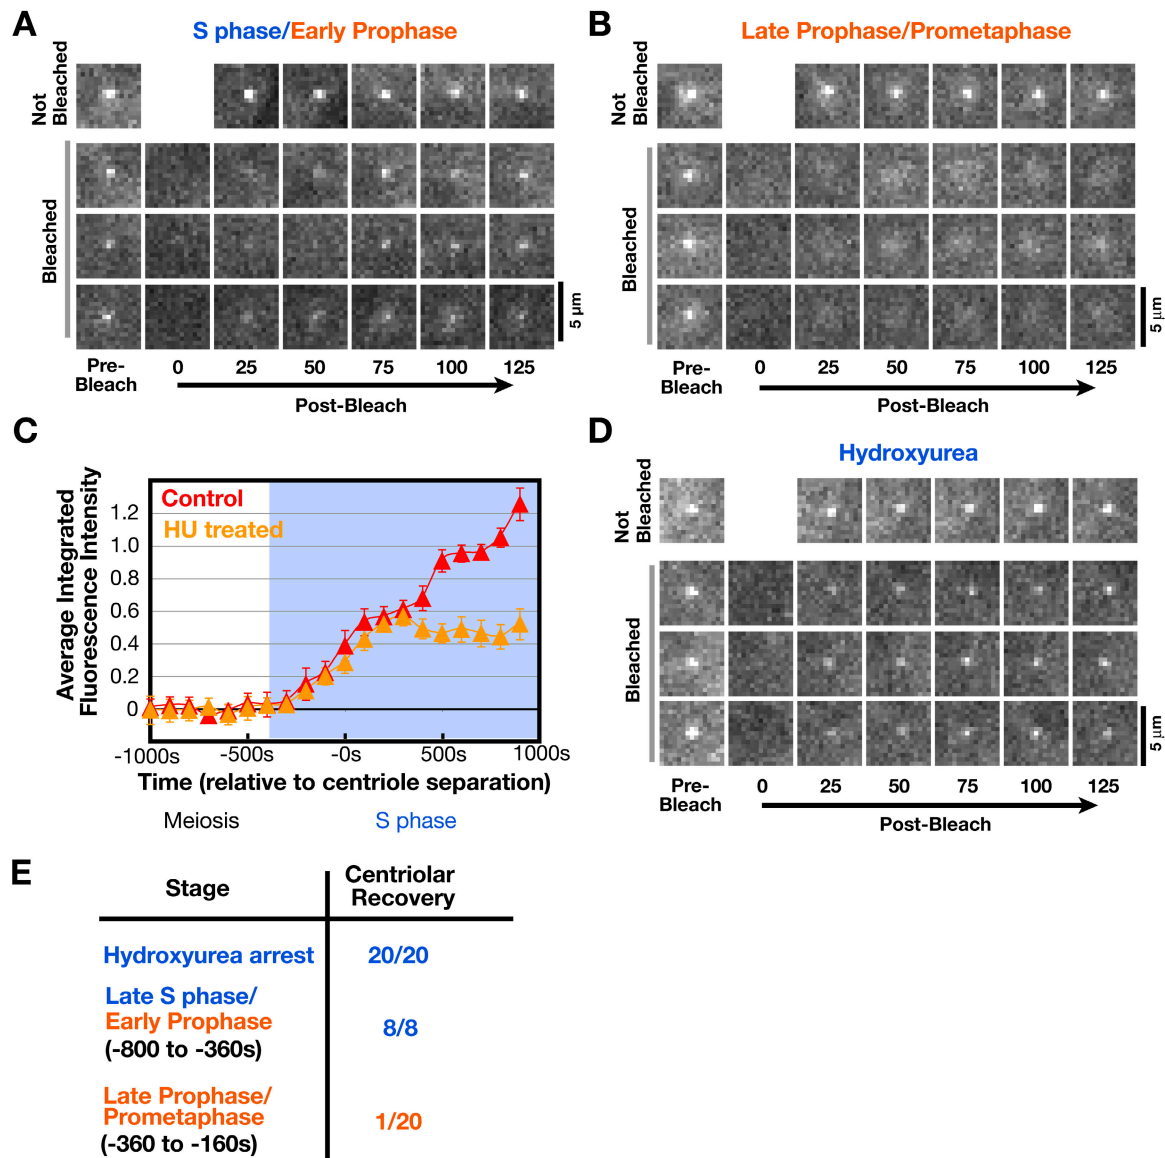 A
S phase/Early Prophase
Not
Bleached
Bleached
5 µm
Pre-
Bleach
0 25 50 75 100 125
Post-Bleach
B
Late Prophase/Prometaphase
Not
Bleached
Bleached
5 µm
Pre-
Bleach
0 25 50 75 100 125
Post-Bleach
C
Average Integrated
Fluorescence Intensity
Control
HU treated
1.2
1.0
0.8
0.6
0.4
0.2
0
-1000s -500s -0s 500s 1000s
Time (relative to centriole separation)
Meiosis S phase
D
Hydroxyurea
Not
Bleached
Bleached
5 µm
Pre-
Bleach
0 25 50 75 100 125
Post-Bleach
E
Stage
Centriolar
Recovery
Hydroxyurea arrest 20/20
Late S phase/
Early Prophase
(-800 to -360s)
8/8
Late Prophase/
Prometaphase
(-360 to -160s)
1/20